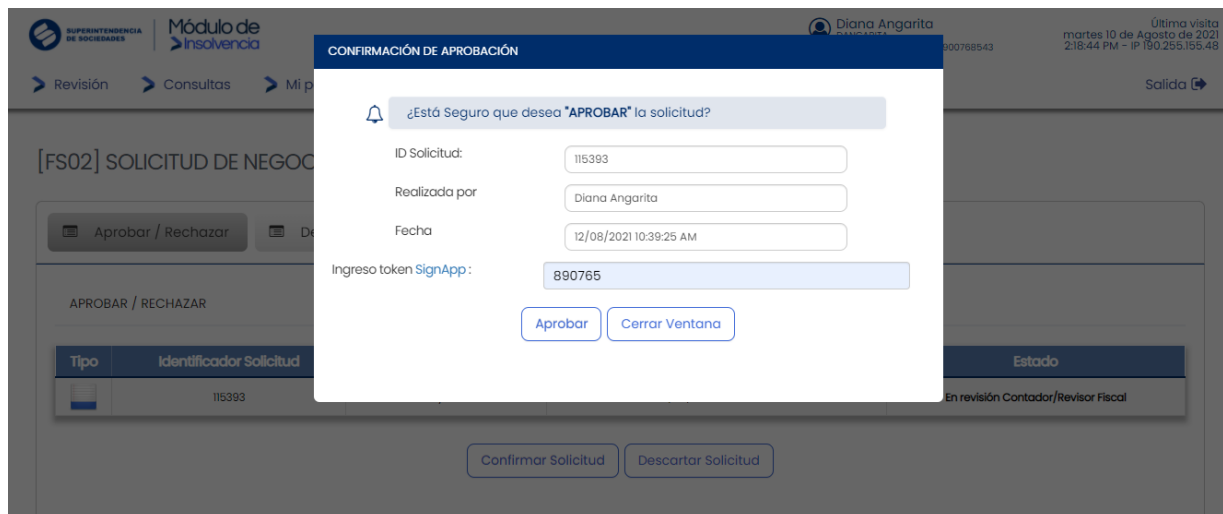 SUPERINTENDENCIA
DE SOCIEDADES
Módulo de
Insolvencia
Diana Angarita
DANGARITA
900768543
Última visita
martes 10 de Agosto de 2021
2:18:44 PM - IP 190.255.155.48
Revisión
Consultas
Mi p
Salida
CONFIRMACIÓN DE APROBACIÓN
¿Está Seguro que desea "APROBAR" la solicitud?
ID Solicitud:
115393
Realizada por
Diana Angarita
Fecha
12/08/2021 10:39:25 AM
Ingreso token SignApp :
890765
Aprobar
Cerrar Ventana
[FS02] SOLICITUD DE NEGOC
Aprobar / Rechazar
De
APROBAR / RECHAZAR
Tipo
Identificador Solicitud
Estado
115393
En revisión Contador/Revisor Fiscal
Confirmar Solicitud
Descartar Solicitud